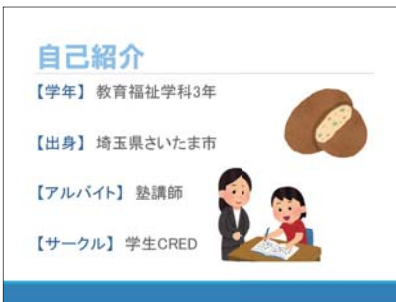 自己紹介
【学年】 教育福祉学科3年
【出身】 埼玉県さいたま市
【アルバイト】 塾講師
【サークル】 学生CRED